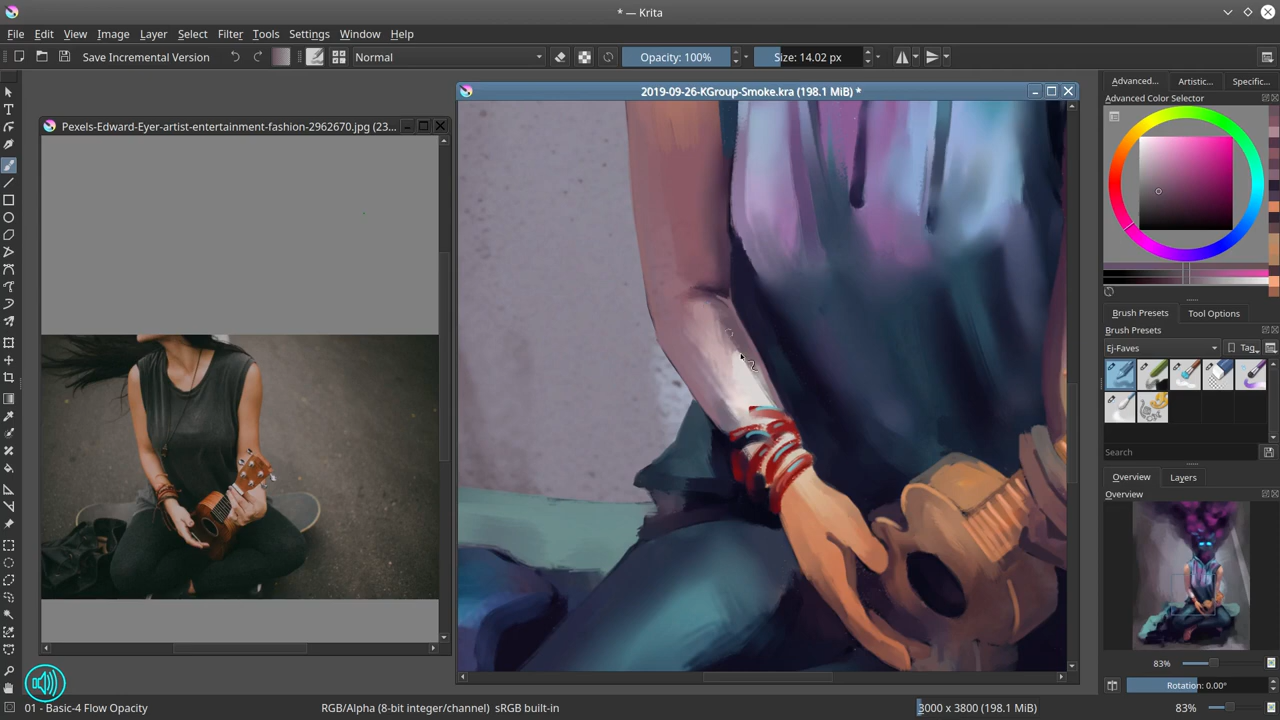 * — Krita
File Edit View Image Layer Select Filter Tools Settings Window Help
Save Incremental Version Normal Opacity: 100% Size: 14.02 px
Pexels-Edward-Eyer-artist-entertainment-fashion-2962670.jpg (23...
2019-09-26-KGroup-Smoke.kra (198.1 MiB) *
Advanced... Artistic... Specific...
Advanced Color Selector
Brush Presets Tool Options
Brush Presets
Ej-Faves Tag
Search
Overview Layers
Overview
83%
Rotation: 0.00°
01 - Basic-4 Flow Opacity RGB/Alpha (8-bit integer/channel) sRGB built-in 3000 x 3800 (198.1 MiB) 83%